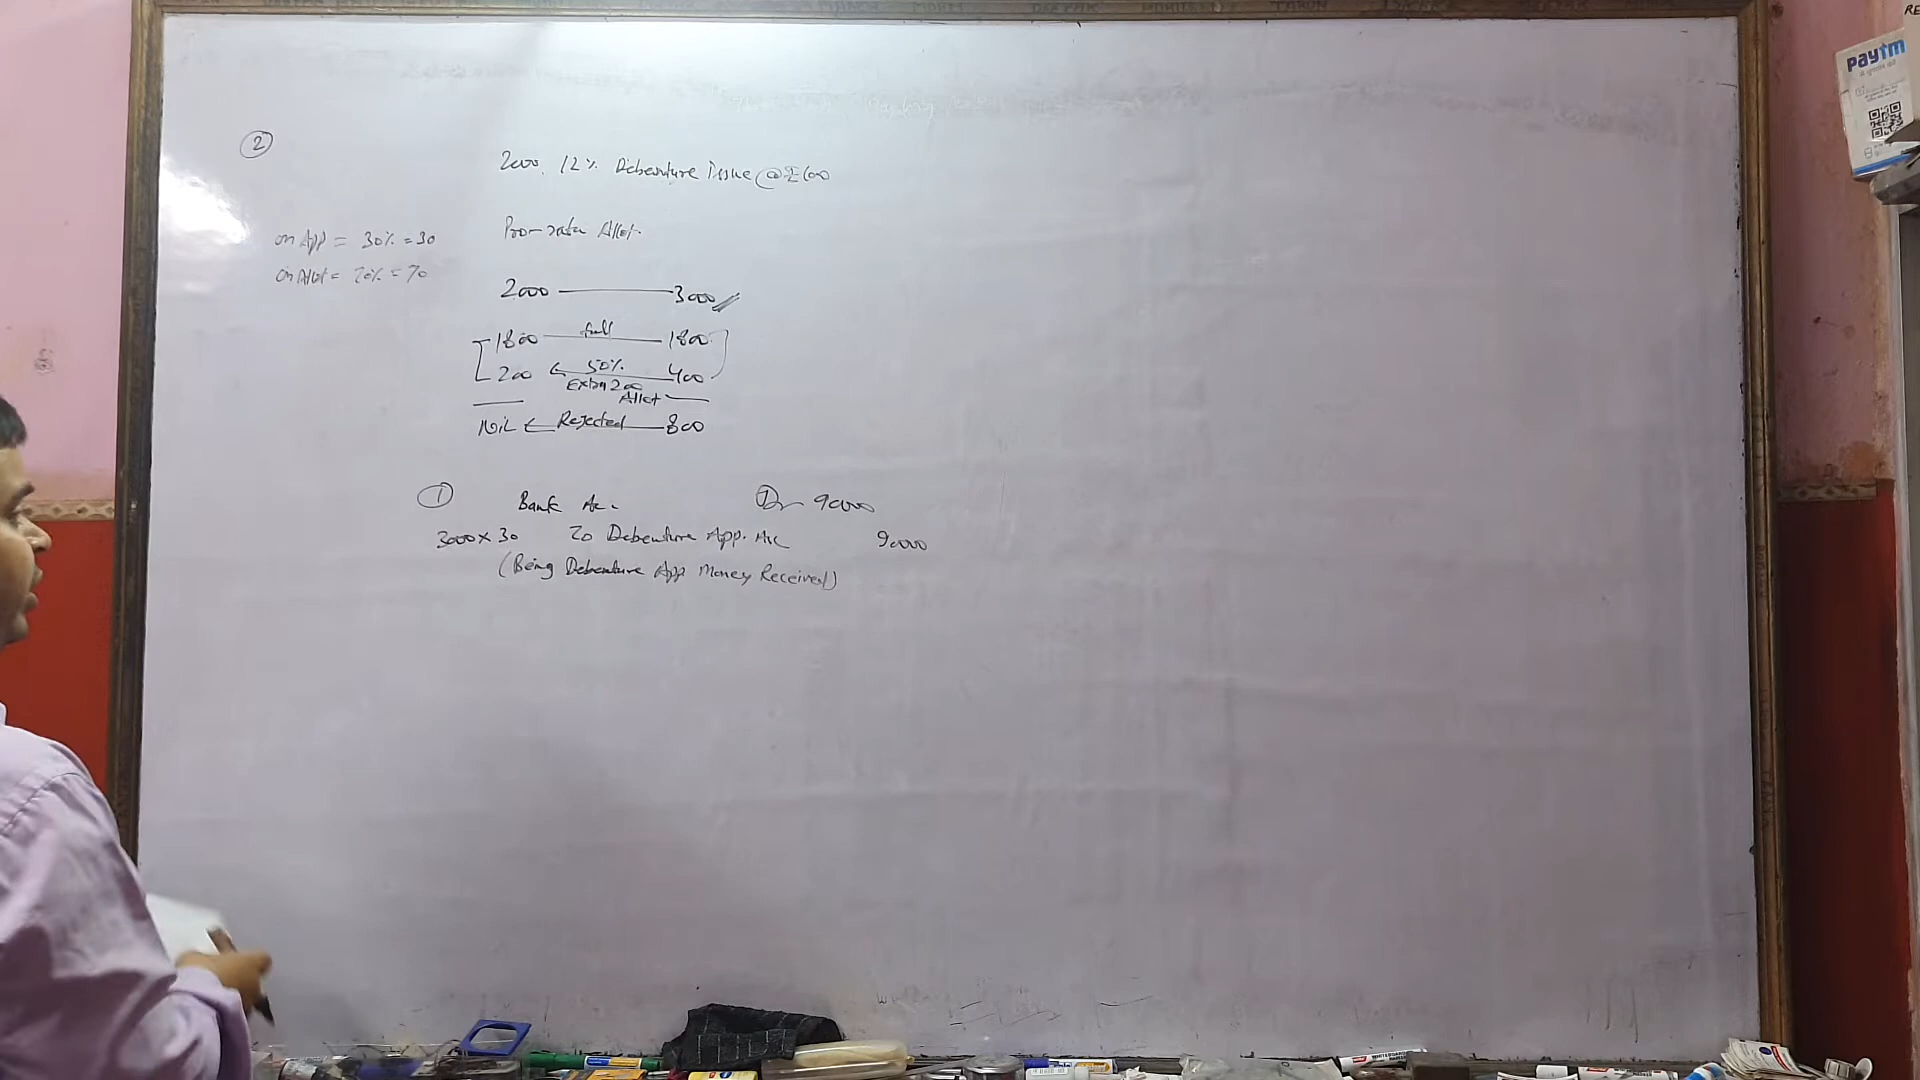 ②
2000, 12% Debenture Issue @ ₹100
on App = 30% = 30
on Allot = 70% = 70
Pro-rata Allot.
2000 3000
1800 full 1800
200 50% 400
Extra 200
Allot
Nil Rejected 800
① Bank A/c Dr 90000
3000 x 30 To Debenture App. A/c 90000
(Being Debenture App Money Received)
paytm
RE